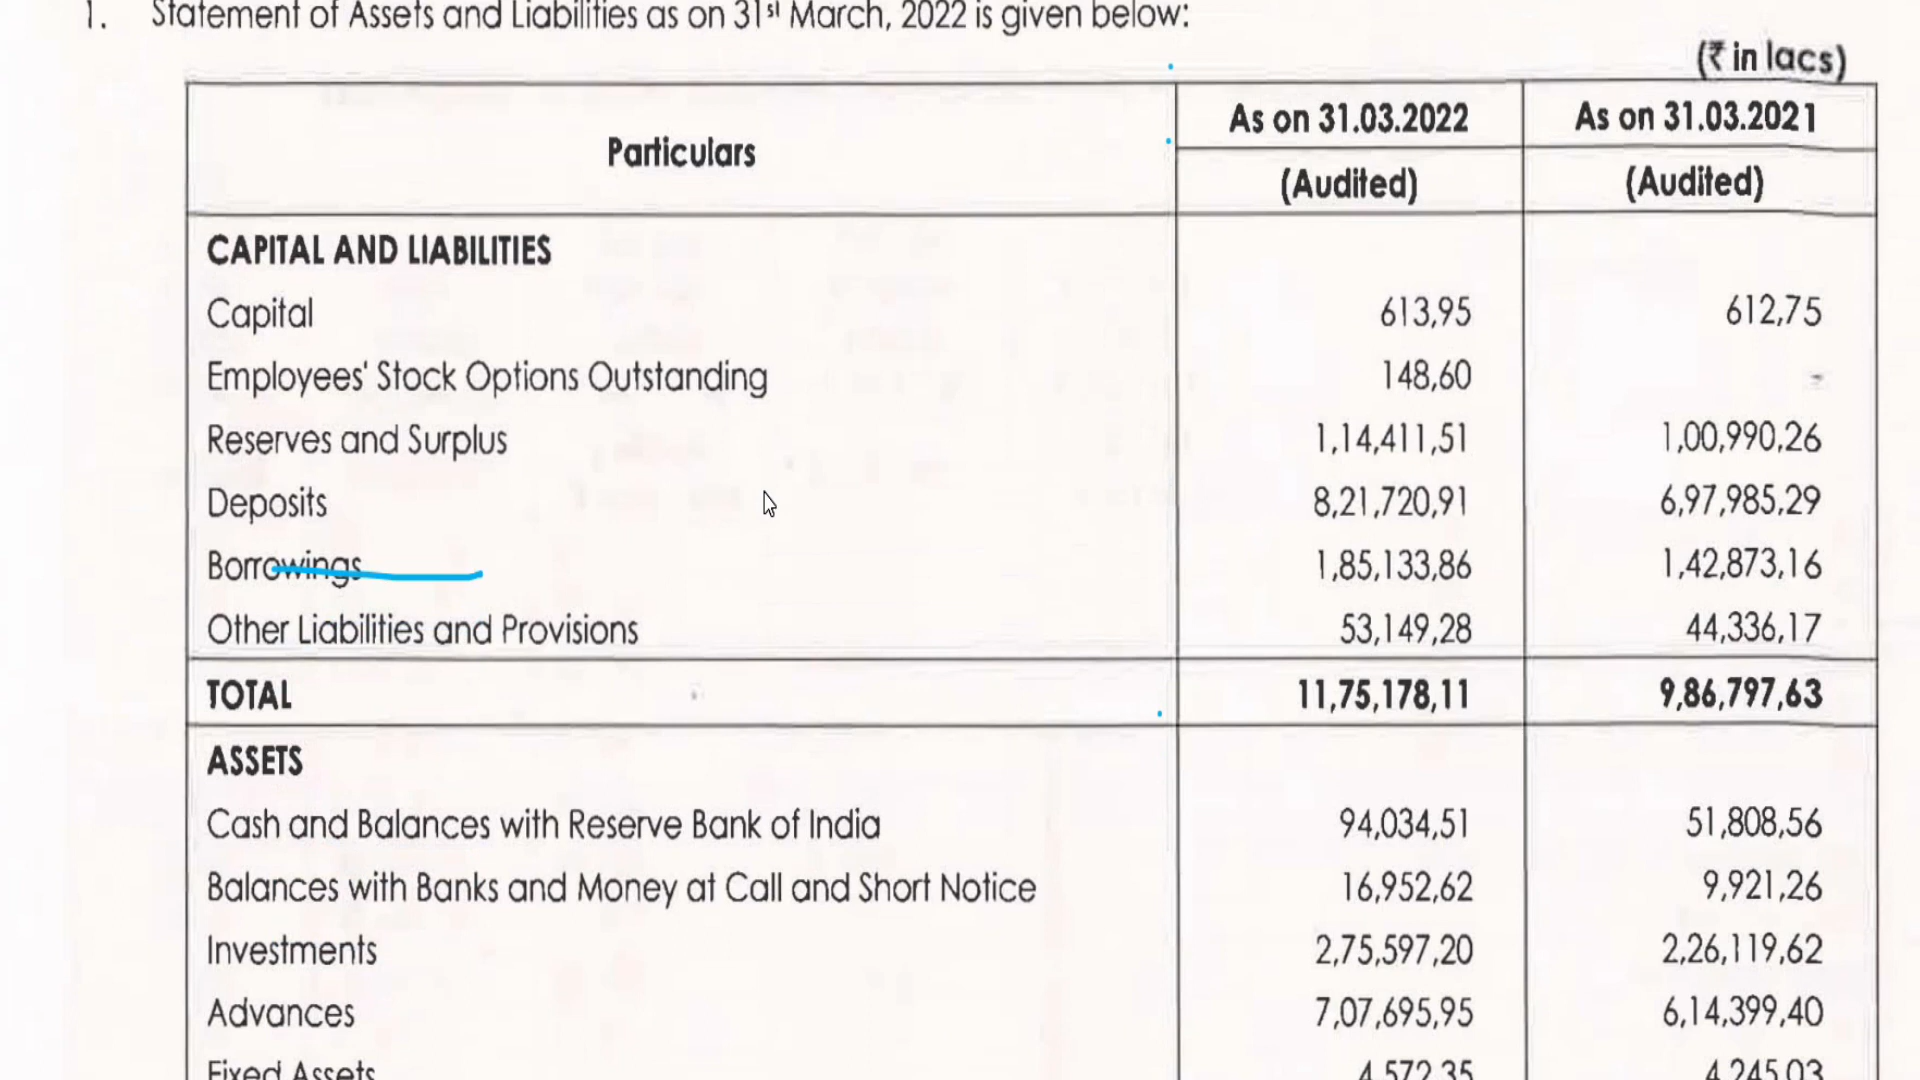 1. Statement of Assets and Liabilities as on 31st March, 2022 is given below:
(₹ in lacs)
Particulars As on 31.03.2022 As on 31.03.2021
(Audited) (Audited)
CAPITAL AND LIABILITIES
Capital 613,95 612,75
Employees' Stock Options Outstanding 148,60 -
Reserves and Surplus 1,14,411,51 1,00,990,26
Deposits 8,21,720,91 6,97,985,29
Borrowings 1,85,133,86 1,42,873,16
Other Liabilities and Provisions 53,149,28 44,336,17
TOTAL 11,75,178,11 9,86,797,63
ASSETS
Cash and Balances with Reserve Bank of India 94,034,51 51,808,56
Balances with Banks and Money at Call and Short Notice 16,952,62 9,921,26
Investments 2,75,597,20 2,26,119,62
Advances 7,07,695,95 6,14,399,40
Fixed Assets 4,572,35 4,245,03